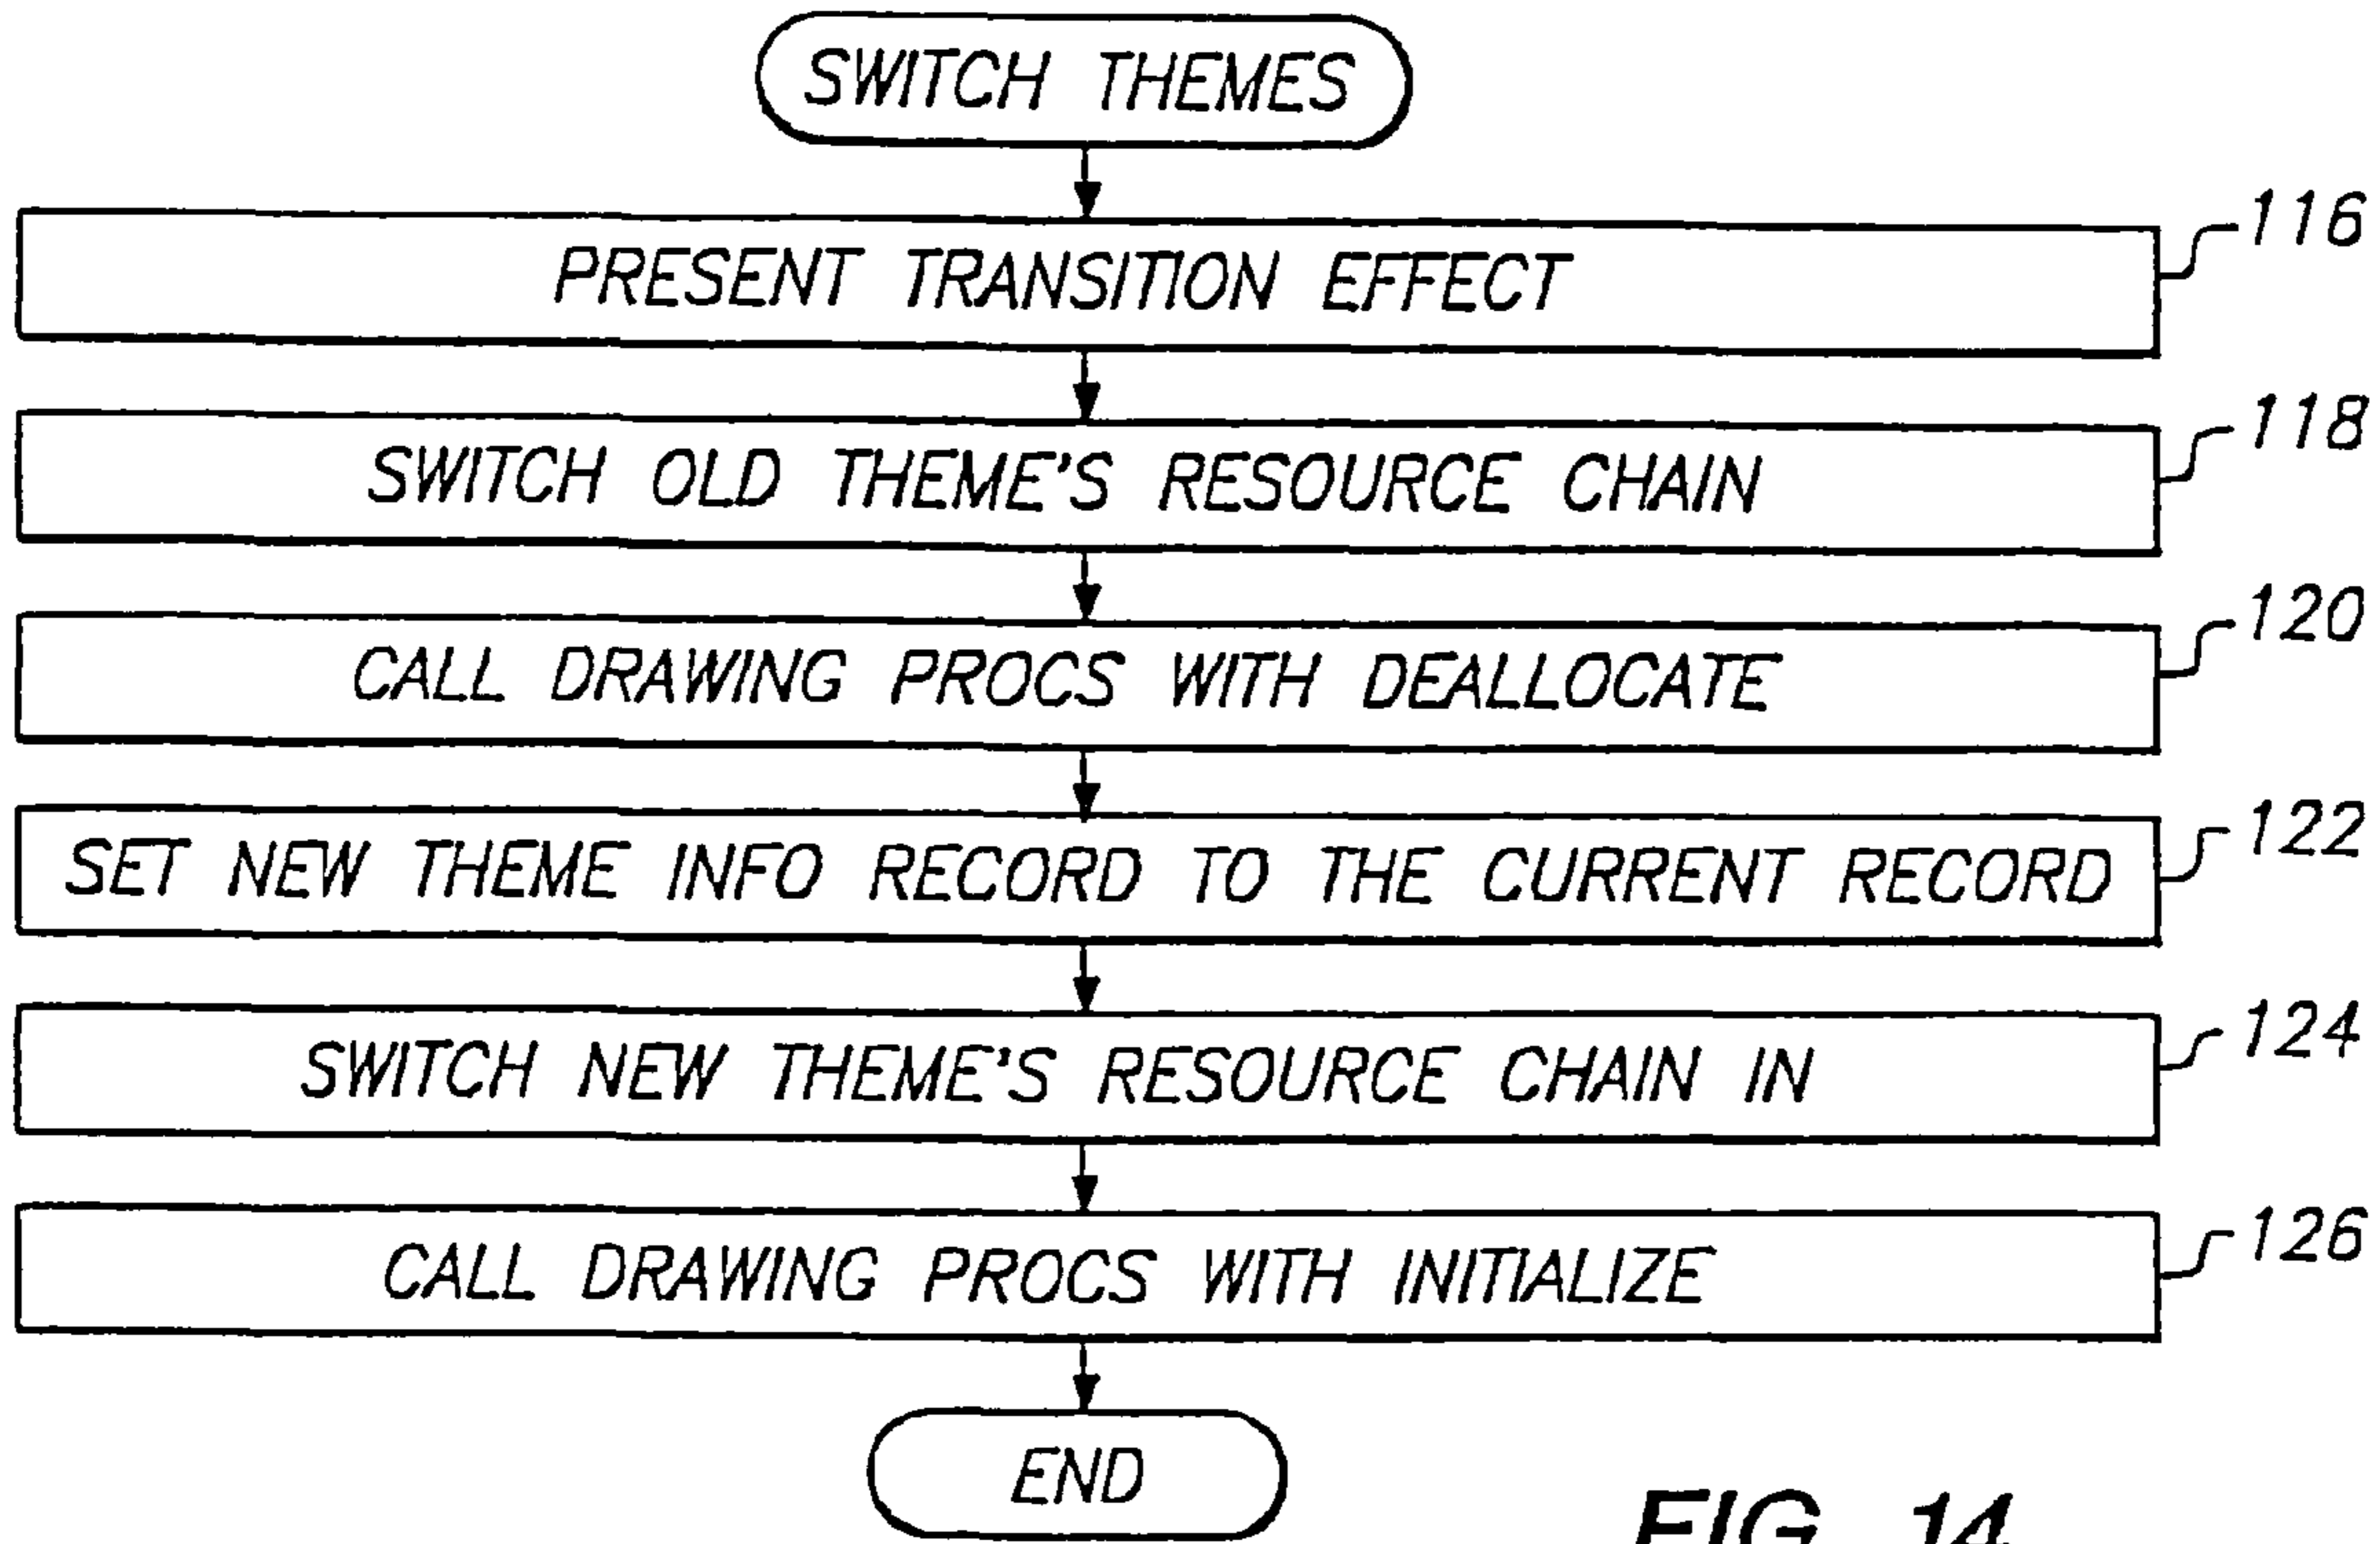 SWITCH THEMES
PRESENT TRANSITION EFFECT
116
SWITCH OLD THEME'S RESOURCE CHAIN
118
CALL DRAWING PROCS WITH DEALLOCATE
120
SET NEW THEME INFO RECORD TO THE CURRENT RECORD
122
SWITCH NEW THEME'S RESOURCE CHAIN IN
124
CALL DRAWING PROCS WITH INITIALIZE
126
END
FIG. 14